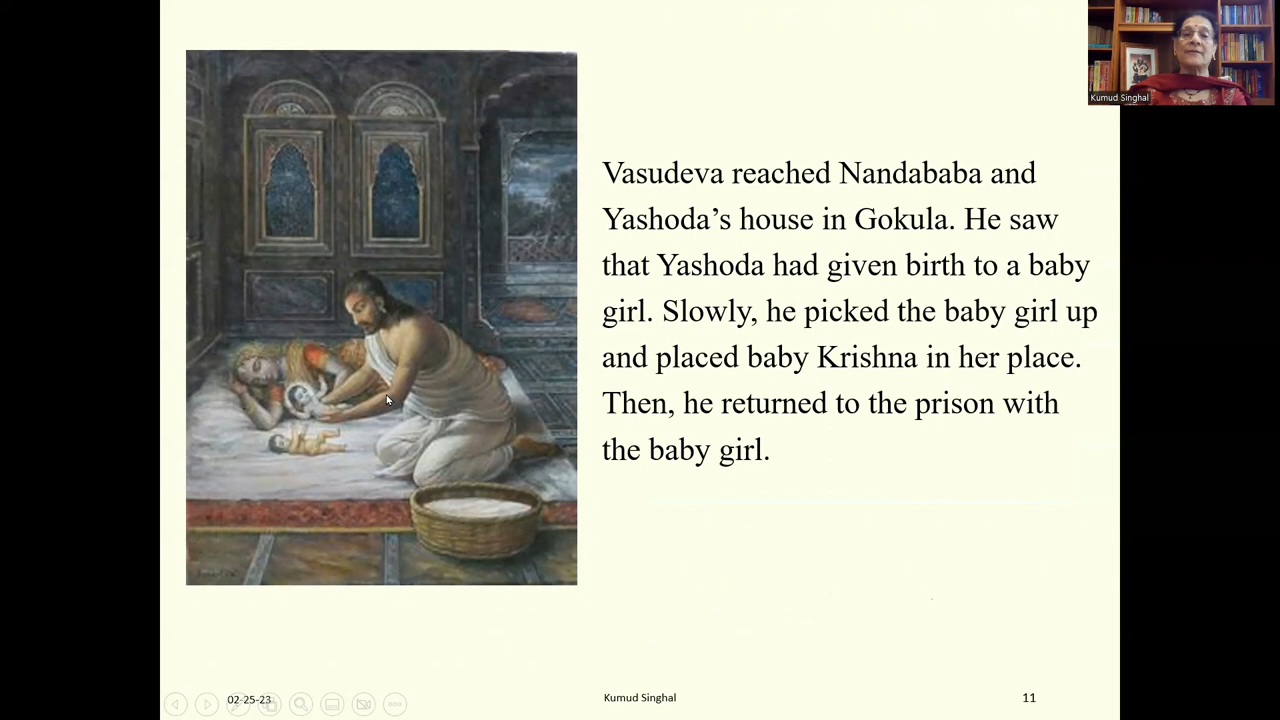 Kumud Singhal
Vasudeva reached Nandababa and
Yashoda’s house in Gokula. He saw
that Yashoda had given birth to a baby
girl. Slowly, he picked the baby girl up
and placed baby Krishna in her place.
Then, he returned to the prison with
the baby girl.
02-25-23
Kumud Singhal
11